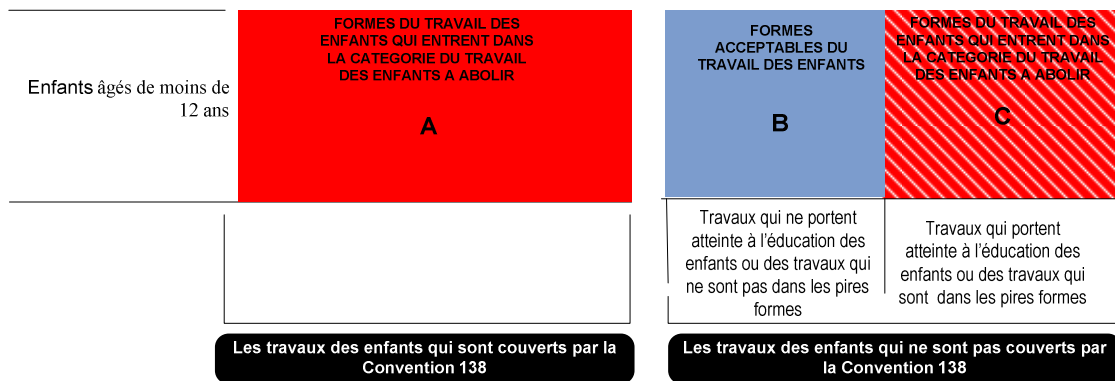 Enfants âgés de moins de
12 ans
FORMES DU TRAVAIL DES
ENFANTS QUI ENTRENT DANS
LA CATEGORIE DU TRAVAIL
DES ENFANTS A ABOLIR
A
FORMES
ACCEPTABLES DU
TRAVAIL DES ENFANTS
B
FORMES DU TRAVAIL DES
ENFANTS QUI ENTRENT DANS
LA CATEGORIE DU TRAVAIL
DES ENFANTS A ABOLIR
C
Travaux qui ne portent
atteinte à l'éducation des
enfants ou des travaux qui
ne sont pas dans les pires
formes
Travaux qui portent
atteinte à l'éducation des
enfants ou des travaux qui
sont dans les pires formes
Les travaux des enfants qui sont couverts par la
Convention 138
Les travaux des enfants qui ne sont pas couverts par
la Convention 138